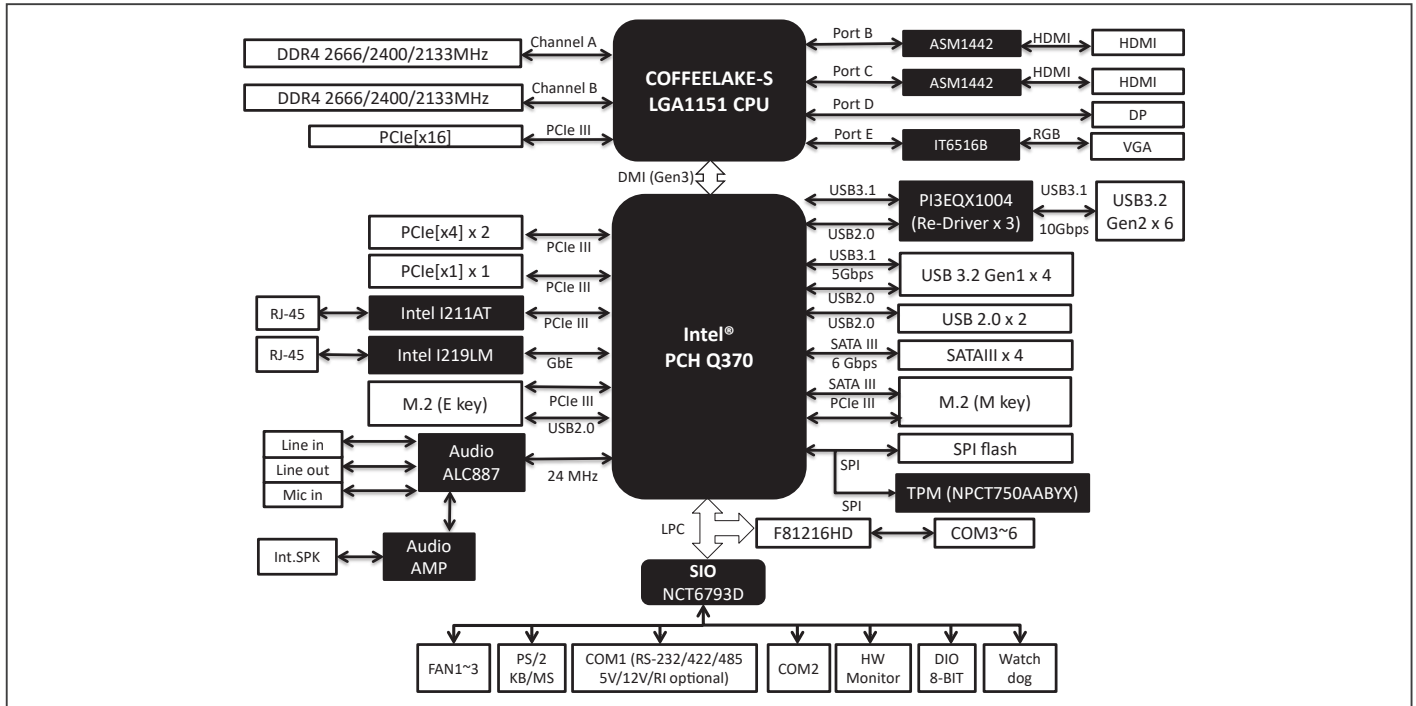 DDR4 2666/2400/2133MHz
Channel A
DDR4 2666/2400/2133MHz
Channel B
PCIe[x16]
PCIe III
COFFEELAKE-S
LGA1151 CPU
Port B
ASM1442
HDMI
HDMI
Port C
ASM1442
HDMI
HDMI
Port D
DP
Port E
IT6516B
RGB
VGA
DMI (Gen3)
PCIe[x4] x 2
PCIe III
PCIe[x1] x 1
PCIe III
RJ-45
Intel I211AT
PCIe III
RJ-45
Intel I219LM
GbE
M.2 (E key)
PCIe III
USB2.0
Line in
Line out
Mic in
Audio
ALC887
24 MHz
Int.SPK
Audio
AMP
Intel®
PCH Q370
USB3.1
USB2.0
PI3EQX1004
(Re-Driver x 3)
USB3.1
10Gbps
USB3.2
Gen2 x 6
USB3.1
5Gbps
USB2.0
USB 3.2 Gen1 x 4
USB2.0
USB 2.0 x 2
SATA III
6 Gbps
SATAIII x 4
SATA III
PCIe III
M.2 (M key)
SPI
SPI flash
SPI
TPM (NPCT750AABYX)
LPC
F81216HD
COM3~6
SIO
NCT6793D
FAN1~3
PS/2
KB/MS
COM1 (RS-232/422/485
5V/12V/RI optional)
COM2
HW
Monitor
DIO
8-BIT
Watch
dog